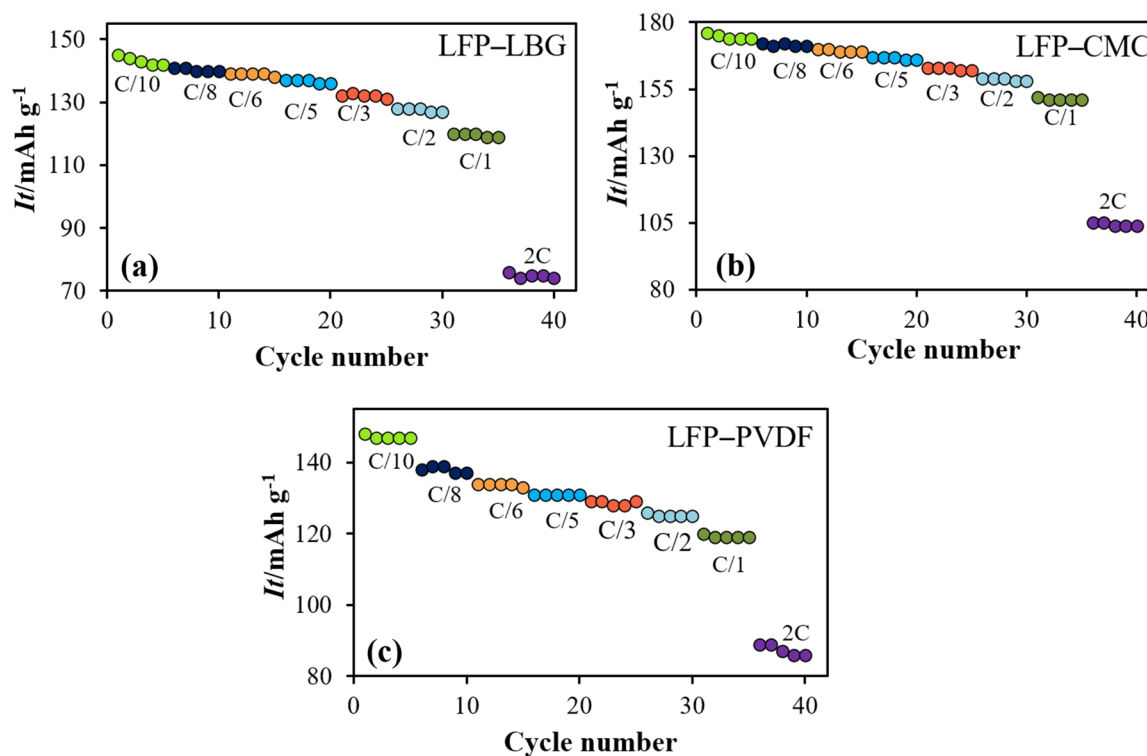 LFP–LBG
150
130
110
90
70
It/mAh g-1
C/10
C/8
C/6
C/5
C/3
C/2
C/1
2C
(a)
0
10
20
30
40
Cycle number
LFP–CMC
180
155
130
105
80
It/mAh g-1
C/10
C/8
C/6
C/5
C/3
C/2
C/1
2C
(b)
0
10
20
30
40
Cycle number
LFP–PVDF
140
120
100
80
It/mAh g-1
C/10
C/8
C/6
C/5
C/3
C/2
C/1
2C
(c)
0
10
20
30
40
Cycle number